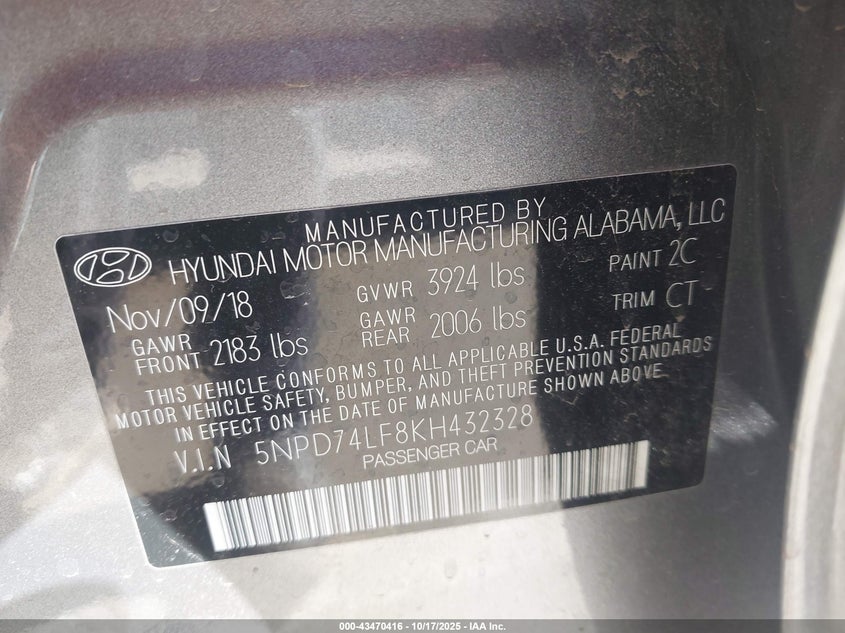 MANUFACTURED BY
HYUNDAI MOTOR MANUFACTURING ALABAMA, LLC
Nov/09/18 GVWR 3924 lbs PAINT 2C
GAWR FRONT 2183 lbs GAWR REAR 2006 lbs TRIM CT
THIS VEHICLE CONFORMS TO ALL APPLICABLE U.S.A. FEDERAL
MOTOR VEHICLE SAFETY, BUMPER, AND THEFT PREVENTION STANDARDS
IN EFFECT ON THE DATE OF MANUFACTURE SHOWN ABOVE.
V.I.N 5NPD74LF8KH432328
PASSENGER CAR
000-43470416 - 10/17/2025 - IAA Inc.